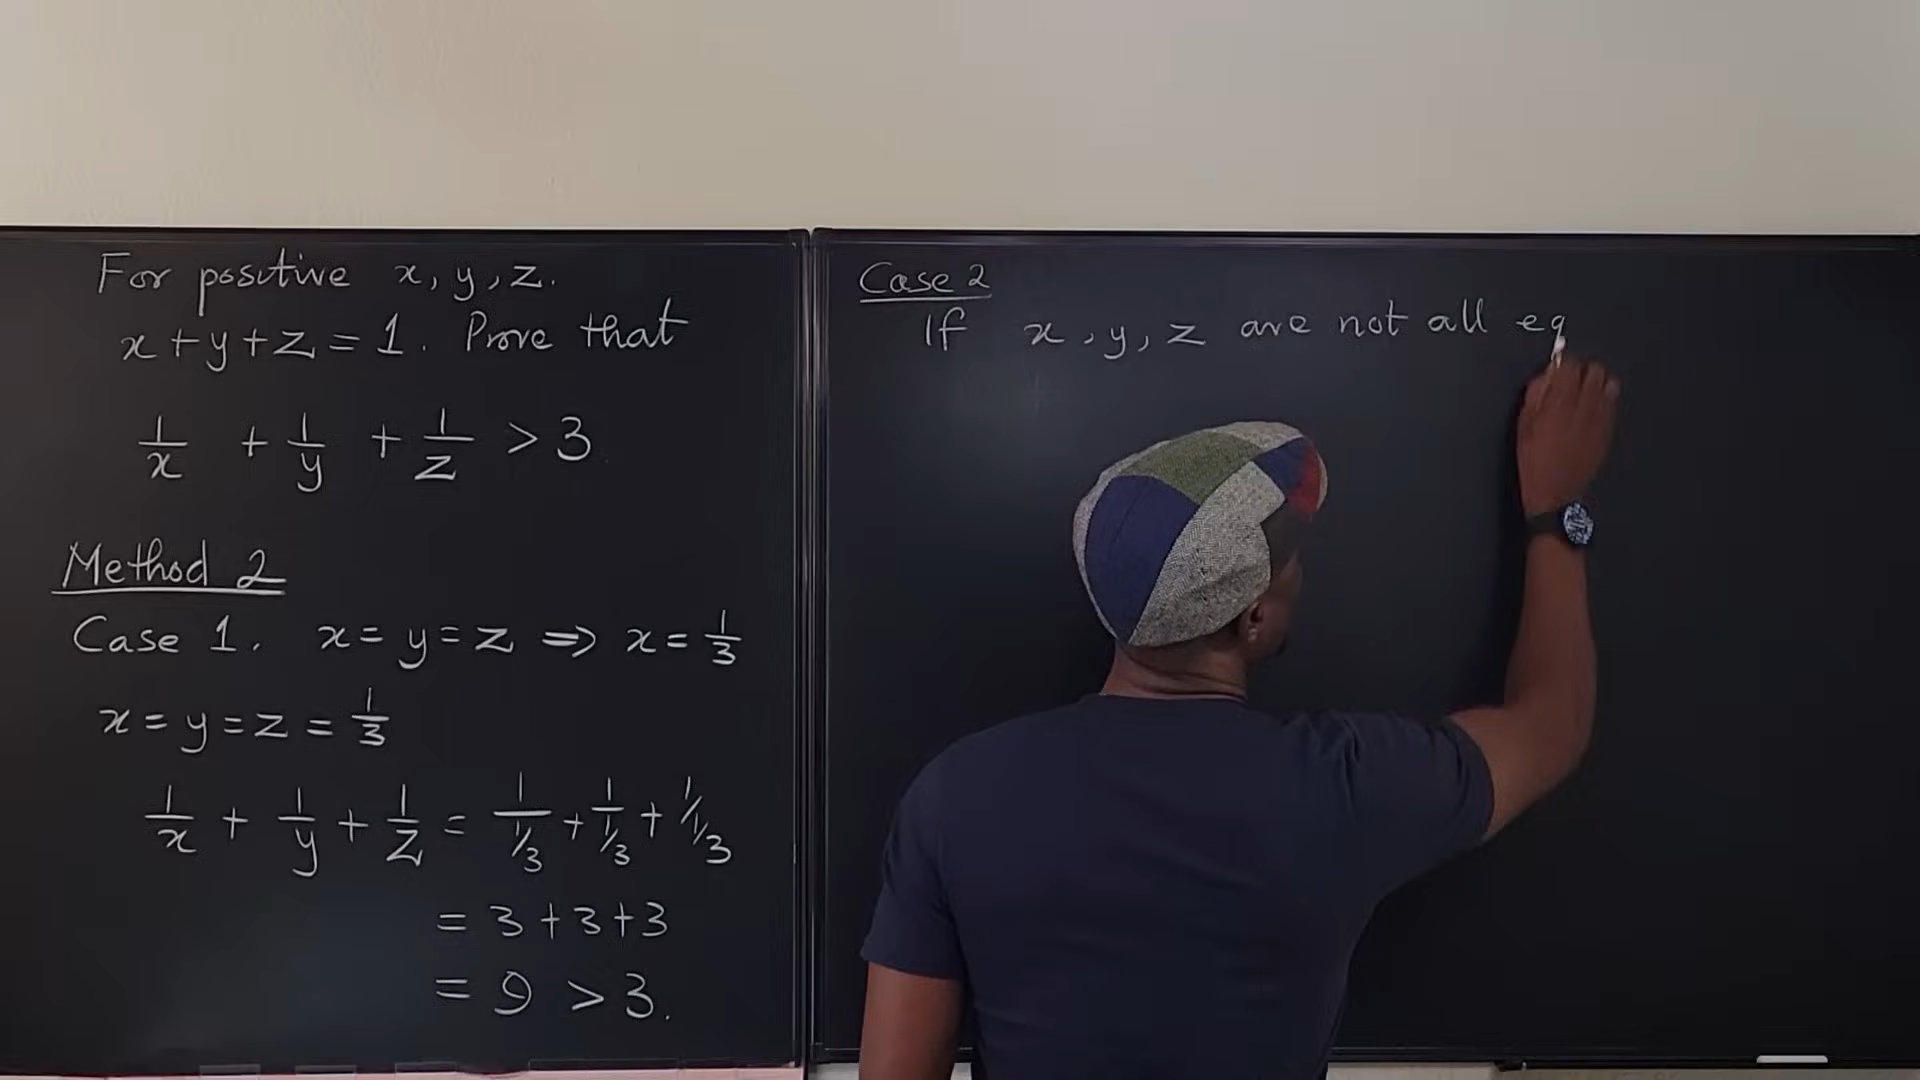 For positive x, y, z.
x + y + z = 1. Prove that
1/x + 1/y + 1/z > 3
Method 2
Case 1. x = y = z ⇒ x = 1/3
x = y = z = 1/3
1/x + 1/y + 1/z = 1/(1/3) + 1/(1/3) + 1/(1/3)
= 3 + 3 + 3
= 9 > 3.
Case 2
If x, y, z are not all eq